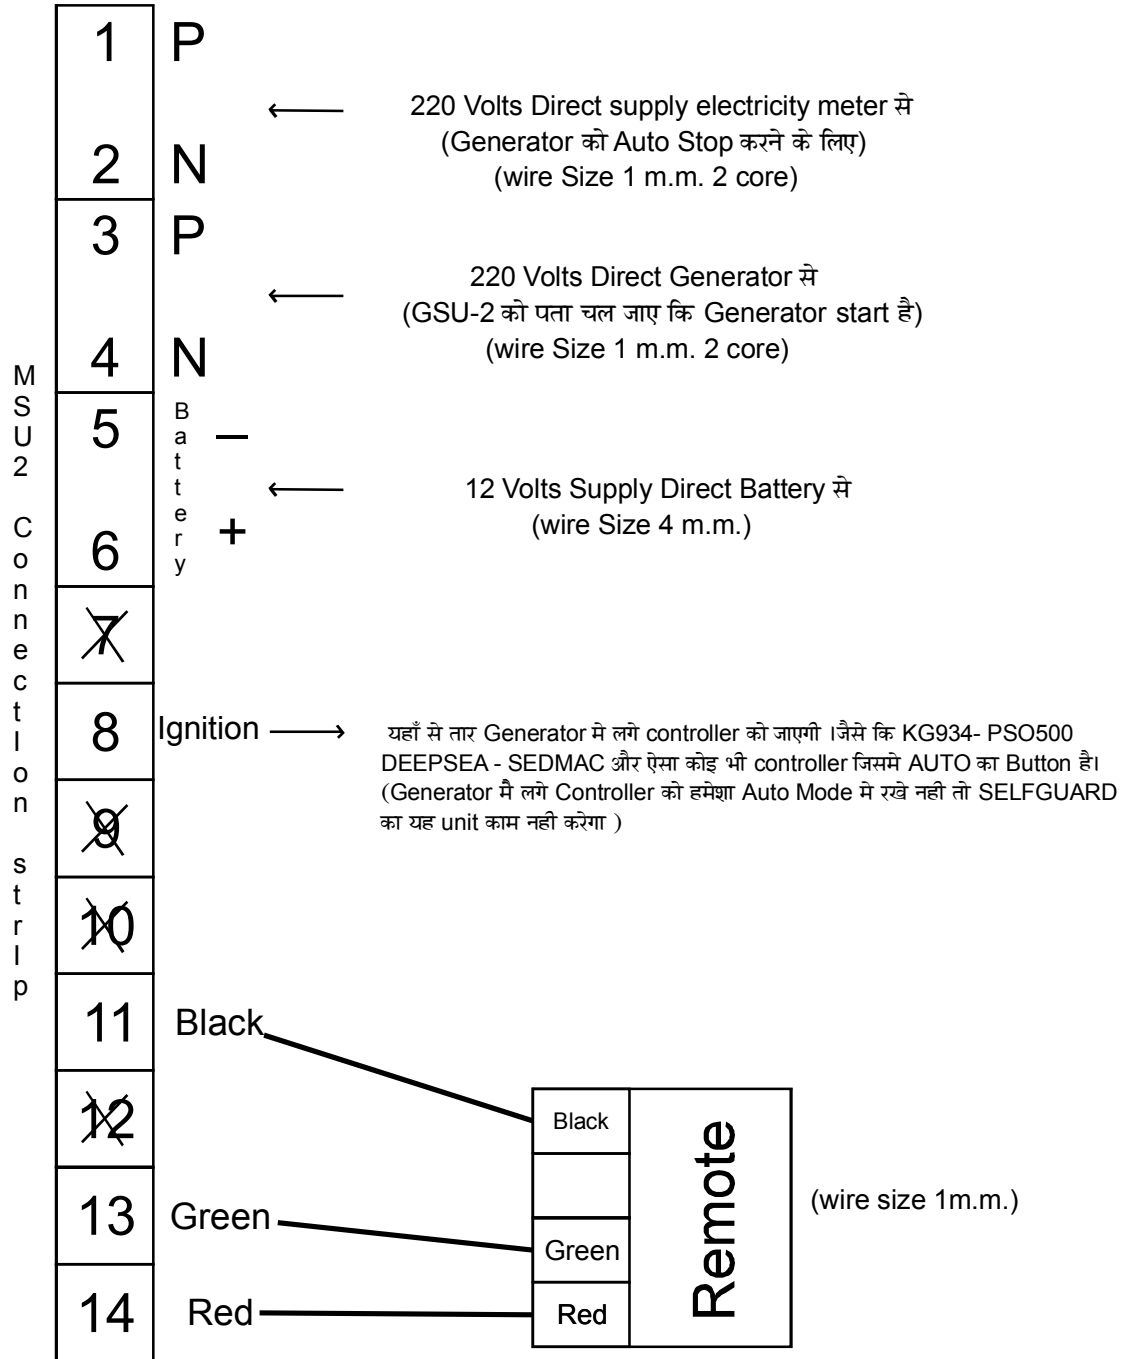 MSU2 ConnectIon strIp
1 P
220 Volts Direct supply electricity meter से
(Generator को Auto Stop करने के लिए)
2 N
(wire Size 1 m.m. 2 core)
3 P
220 Volts Direct Generator से
(GSU-2 को पता चल जाए कि Generator start है)
4 N
(wire Size 1 m.m. 2 core)
5 Battery −
12 Volts Supply Direct Battery से
(wire Size 4 m.m.)
6 +
7
8 Ignition
यहाँ से तार Generator मे लगे controller को जाएगी ।जैसे कि KG934- PSO500
DEEPSEA - SEDMAC और ऐसा कोइ भी controller जिसमे AUTO का Button है।
(Generator मै लगे Controller को हमेशा Auto Mode मे रखे नही तो SELFGUARD
का यह unit काम नही करेगा )
9
10
11 Black
12
13 Green
14 Red
Black
Green
Red
Remote
(wire size 1m.m.)